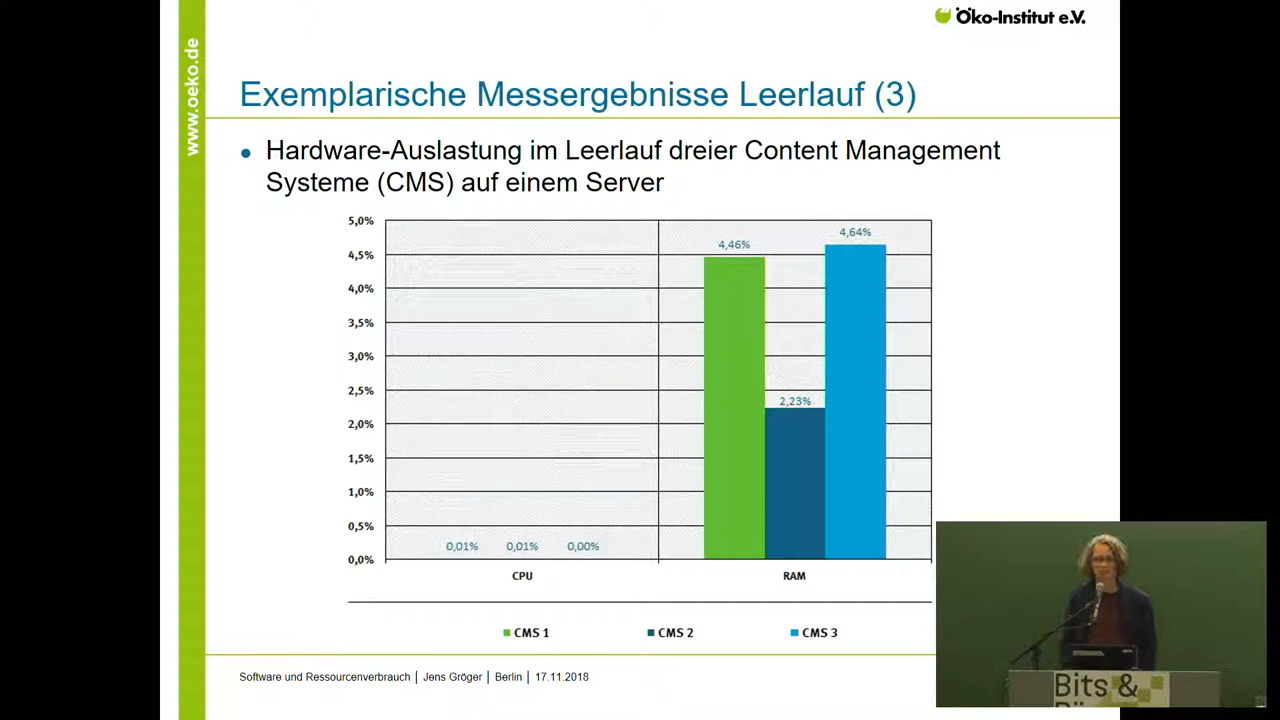 Öko-Institut e.V.
www.oeko.de
Exemplarische Messergebnisse Leerlauf (3)
• Hardware-Auslastung im Leerlauf dreier Content Management
Systeme (CMS) auf einem Server
5,0%
4,5%
4,0%
3,5%
3,0%
2,5%
2,0%
1,5%
1,0%
0,5%
0,0%
0,01% 0,01% 0,00%
4,46% 2,23% 4,64%
CPU RAM
CMS 1 CMS 2 CMS 3
Software und Ressourcenverbrauch | Jens Gröger | Berlin | 17.11.2018
Bits &